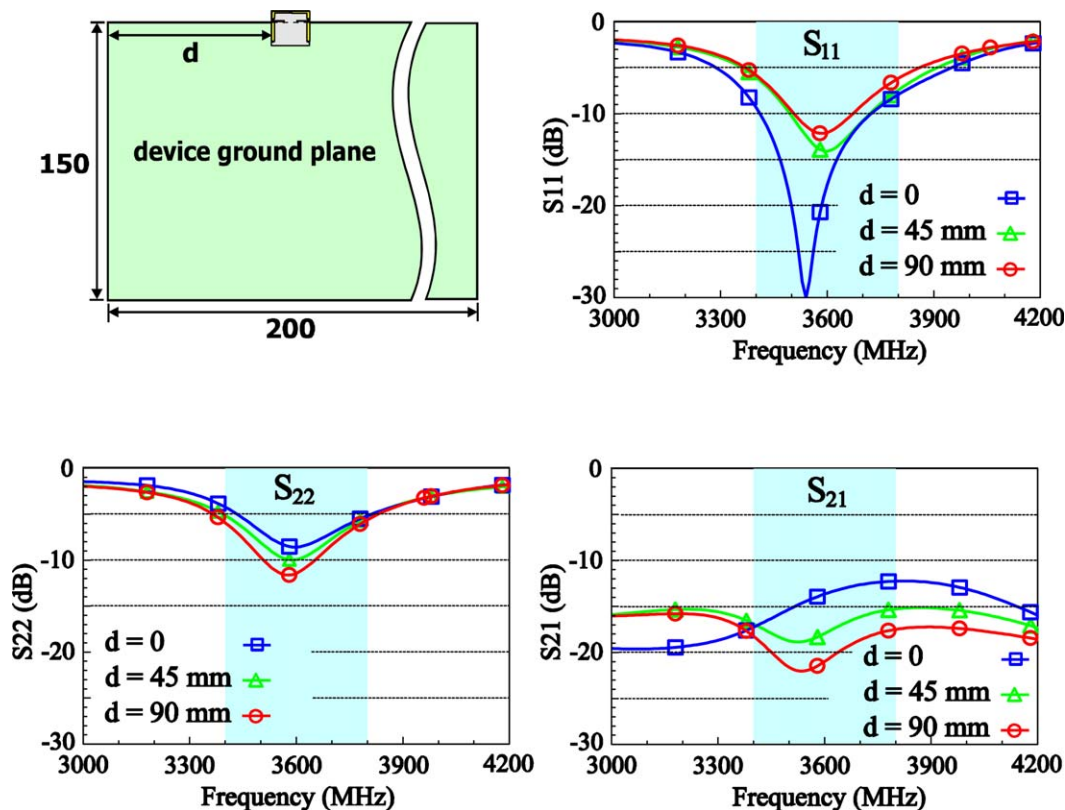 d
150
device ground plane
200
0
-10
-20
-30
S11 (dB)
S11
d = 0
d = 45 mm
d = 90 mm
3000 3300 3600 3900 4200
Frequency (MHz)
0
-10
-20
-30
S22 (dB)
S22
d = 0
d = 45 mm
d = 90 mm
3000 3300 3600 3900 4200
Frequency (MHz)
0
-10
-20
-30
S21 (dB)
S21
d = 0
d = 45 mm
d = 90 mm
3000 3300 3600 3900 4200
Frequency (MHz)